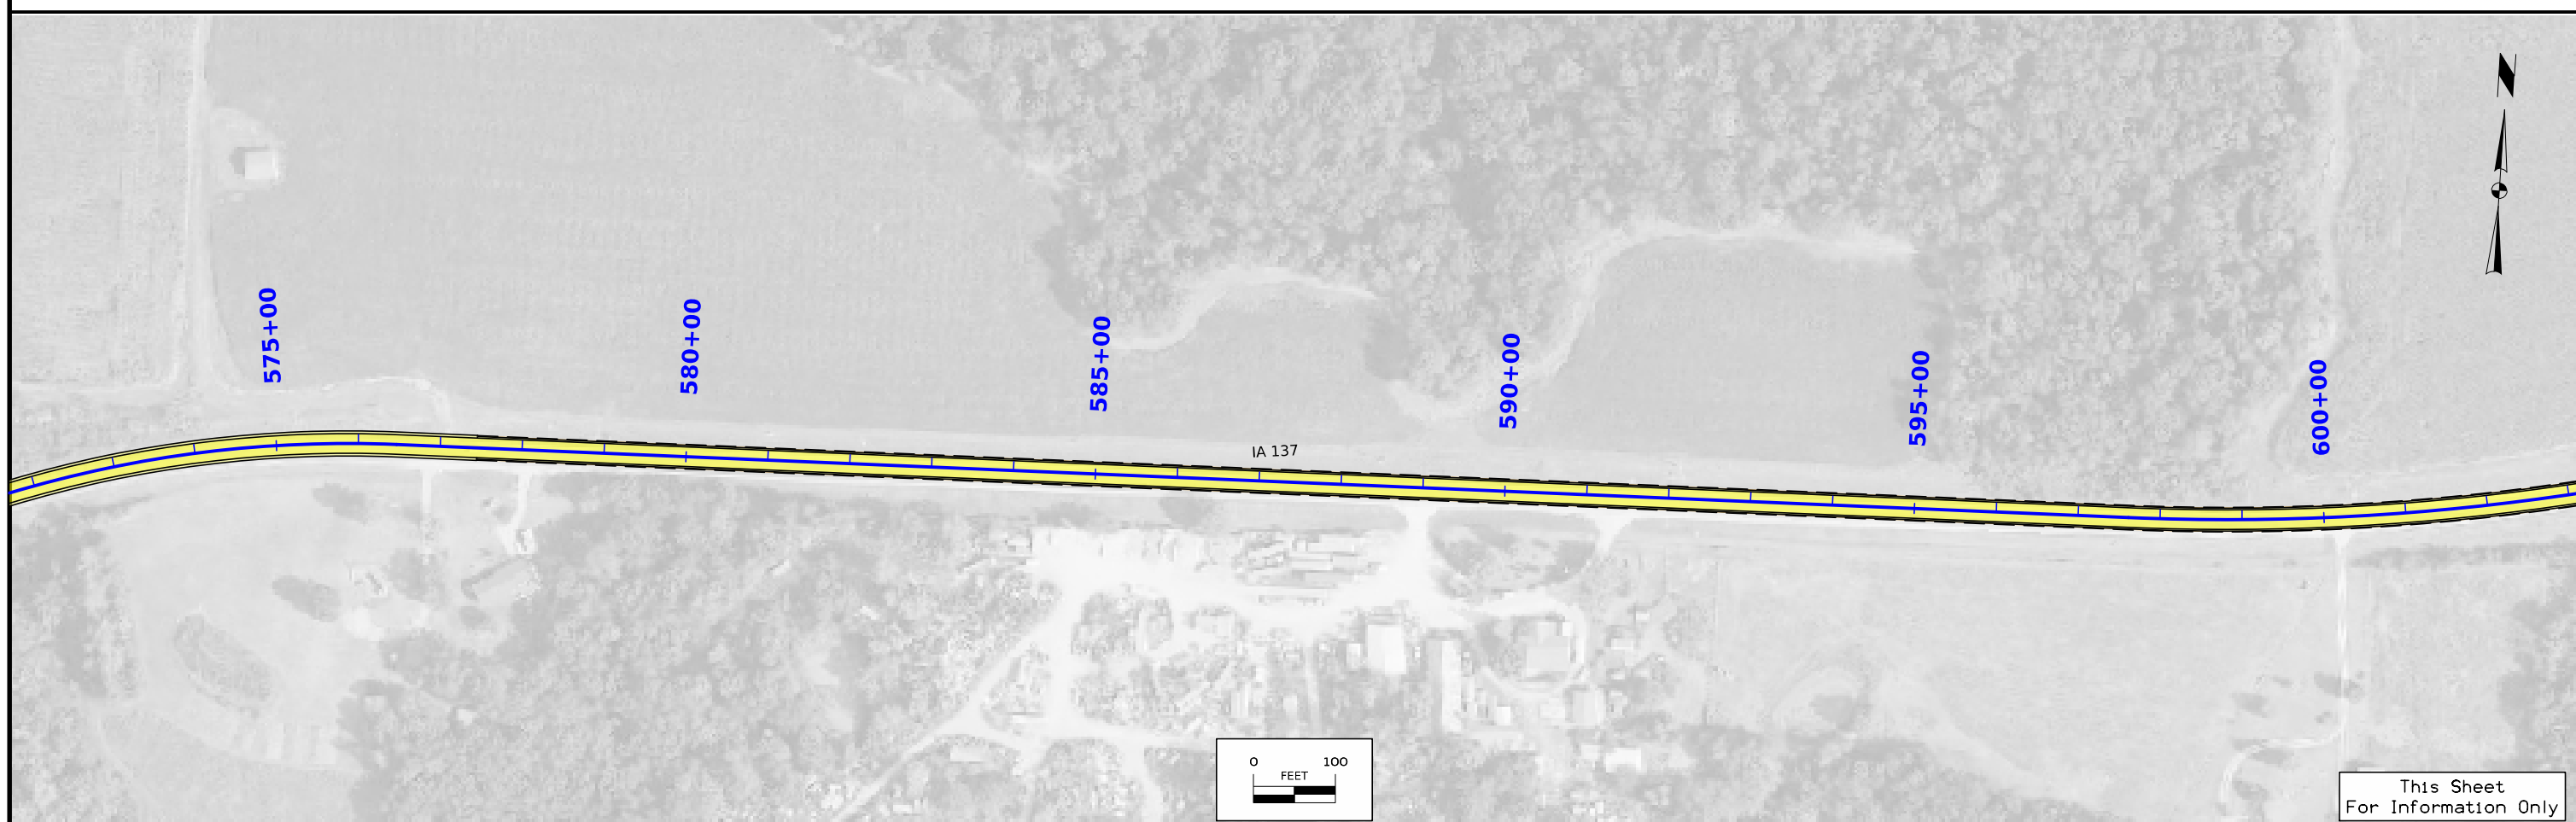 N
575+00
580+00
585+00
590+00
595+00
600+00
IA 137
0 100
FEET
This Sheet
For Information Only